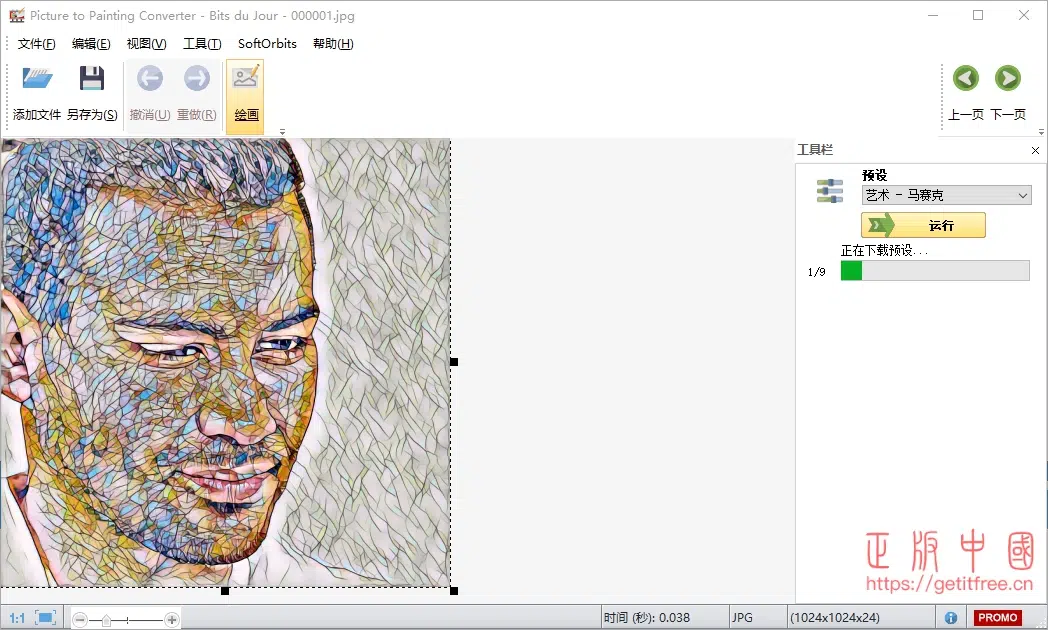 Picture to Painting Converter - Bits du Jour - 000001.jpg
文件(F) 编辑(E) 视图(V) 工具(T) SoftOrbits 帮助(H)
添加文件 另存为(S) 撤消(U) 重做(R) 绘画 上一页 下一页
工具栏
预设
艺术 - 马赛克
运行
正在下载预设...
1/9
正版中國
https://getitfree.cn
1:1 时间 (秒): 0.038 JPG (1024x1024x24) PROMO